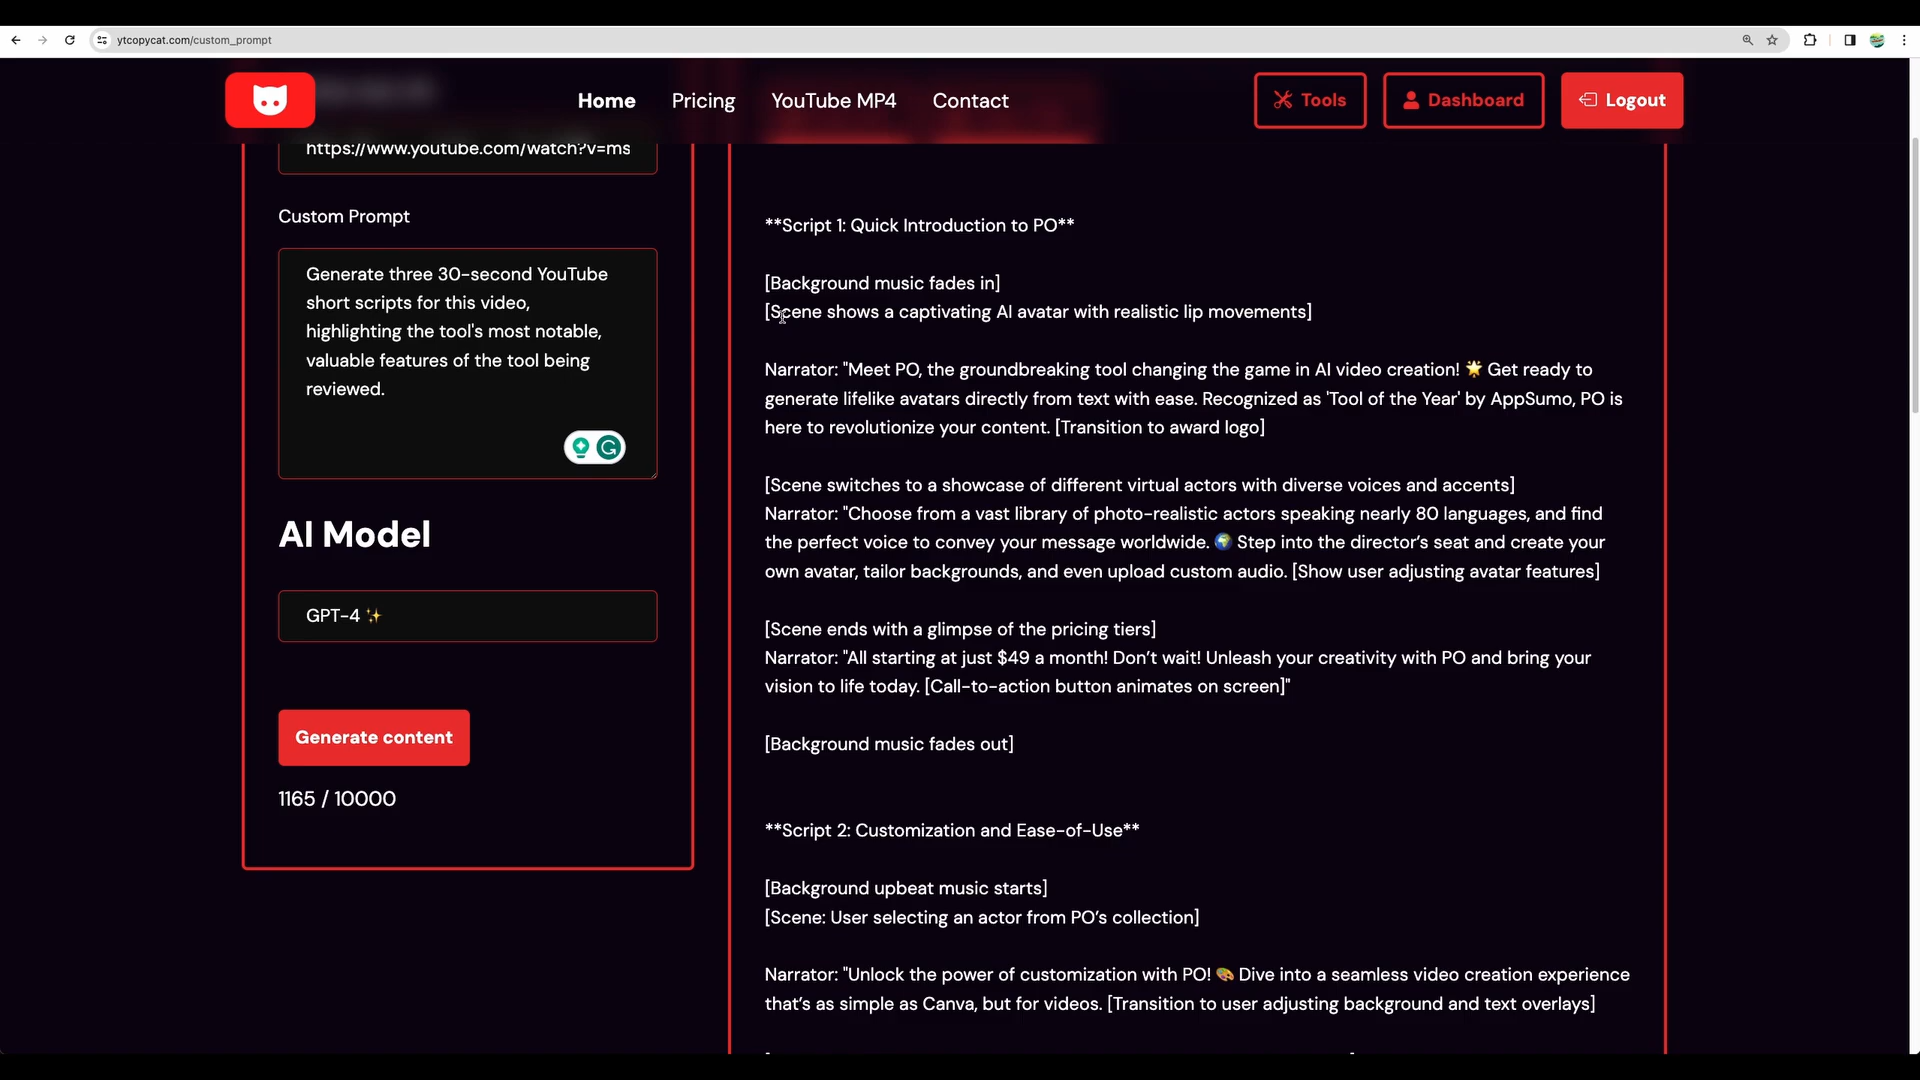 ytcopycat.com/custom_prompt
Home
Pricing
YouTube MP4
Contact
Tools
Dashboard
Logout
https://www.youtube.com/watch?v=ms
Custom Prompt
Generate three 30-second YouTube
short scripts for this video,
highlighting the tool's most notable,
valuable features of the tool being
reviewed.
AI Model
GPT-4 ✨
Generate content
1165 / 10000
**Script 1: Quick Introduction to PO**
[Background music fades in]
[Scene shows a captivating AI avatar with realistic lip movements]
Narrator: "Meet PO, the groundbreaking tool changing the game in AI video creation! 🌟 Get ready to
generate lifelike avatars directly from text with ease. Recognized as 'Tool of the Year' by AppSumo, PO is
here to revolutionize your content. [Transition to award logo]
[Scene switches to a showcase of different virtual actors with diverse voices and accents]
Narrator: "Choose from a vast library of photo-realistic actors speaking nearly 80 languages, and find
the perfect voice to convey your message worldwide. 🌍 Step into the director’s seat and create your
own avatar, tailor backgrounds, and even upload custom audio. [Show user adjusting avatar features]
[Scene ends with a glimpse of the pricing tiers]
Narrator: "All starting at just $49 a month! Don’t wait! Unleash your creativity with PO and bring your
vision to life today. [Call-to-action button animates on screen]"
[Background music fades out]
**Script 2: Customization and Ease-of-Use**
[Background upbeat music starts]
[Scene: User selecting an actor from PO’s collection]
Narrator: "Unlock the power of customization with PO! 🎨 Dive into a seamless video creation experience
that’s as simple as Canva, but for videos. [Transition to user adjusting background and text overlays]